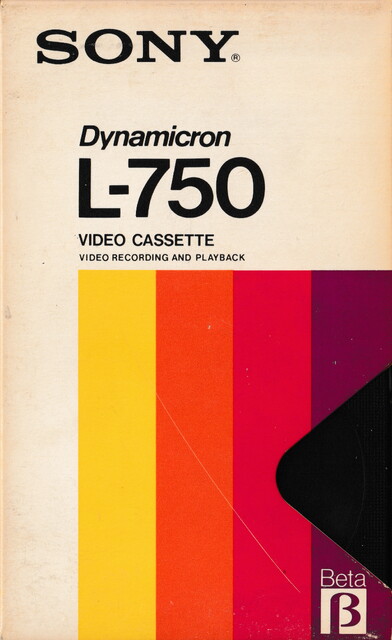 SONY®
Dynamicron
L-750
VIDEO CASSETTE
VIDEO RECORDING AND PLAYBACK
Beta
β